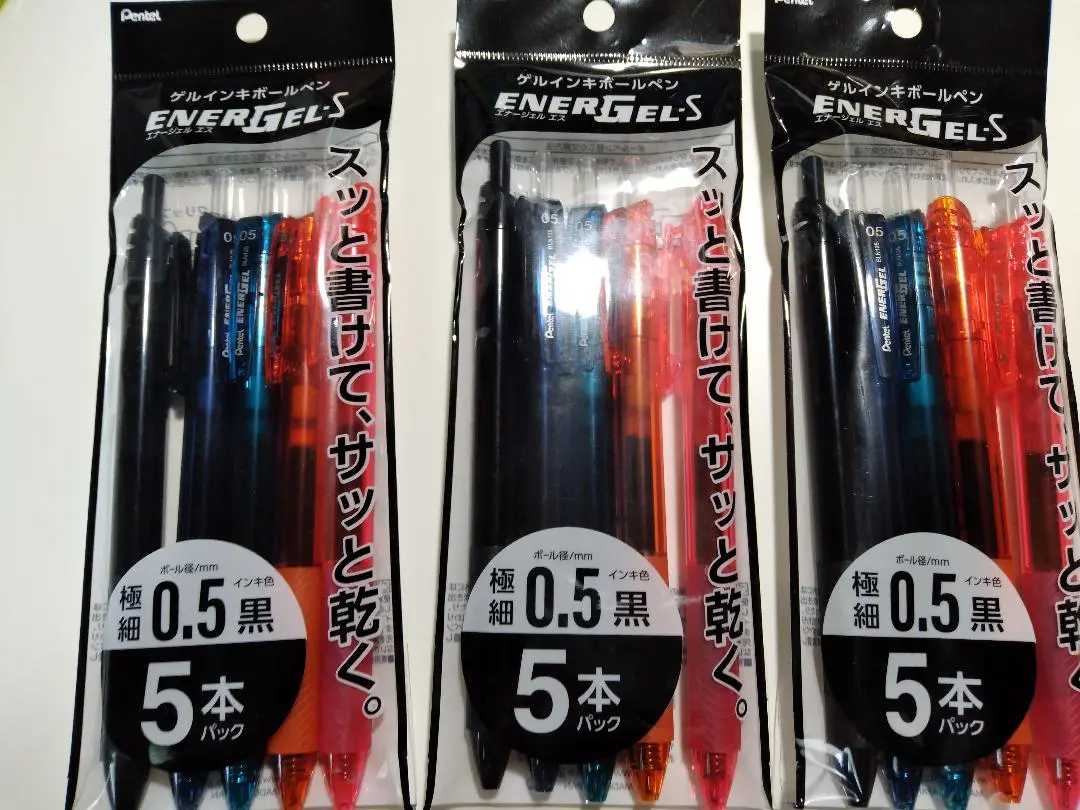 Pentel
ゲルインキボールペン
ENERGEL-S
エナージェル エス
スッと書けて、サッと乾く。
05
Pentel ENERGEL
ボール径/mm
極細 0.5
インキ色
黒
5本
パック
ゲルインキボールペン
ENERGEL-S
エナージェル エス
スッと書けて、サッと乾く。
05
Pentel
ボール径/mm
極細 0.5
インキ色
黒
5本
パック
Pentel
ゲルインキボールペン
ENERGEL-S
エナージェル エス
スッと書けて、サッと乾く。
05
Pentel ENERGEL BLN125
05
Pentel ENERGEL
ボール径/mm
極細 0.5
インキ色
黒
5本
パック